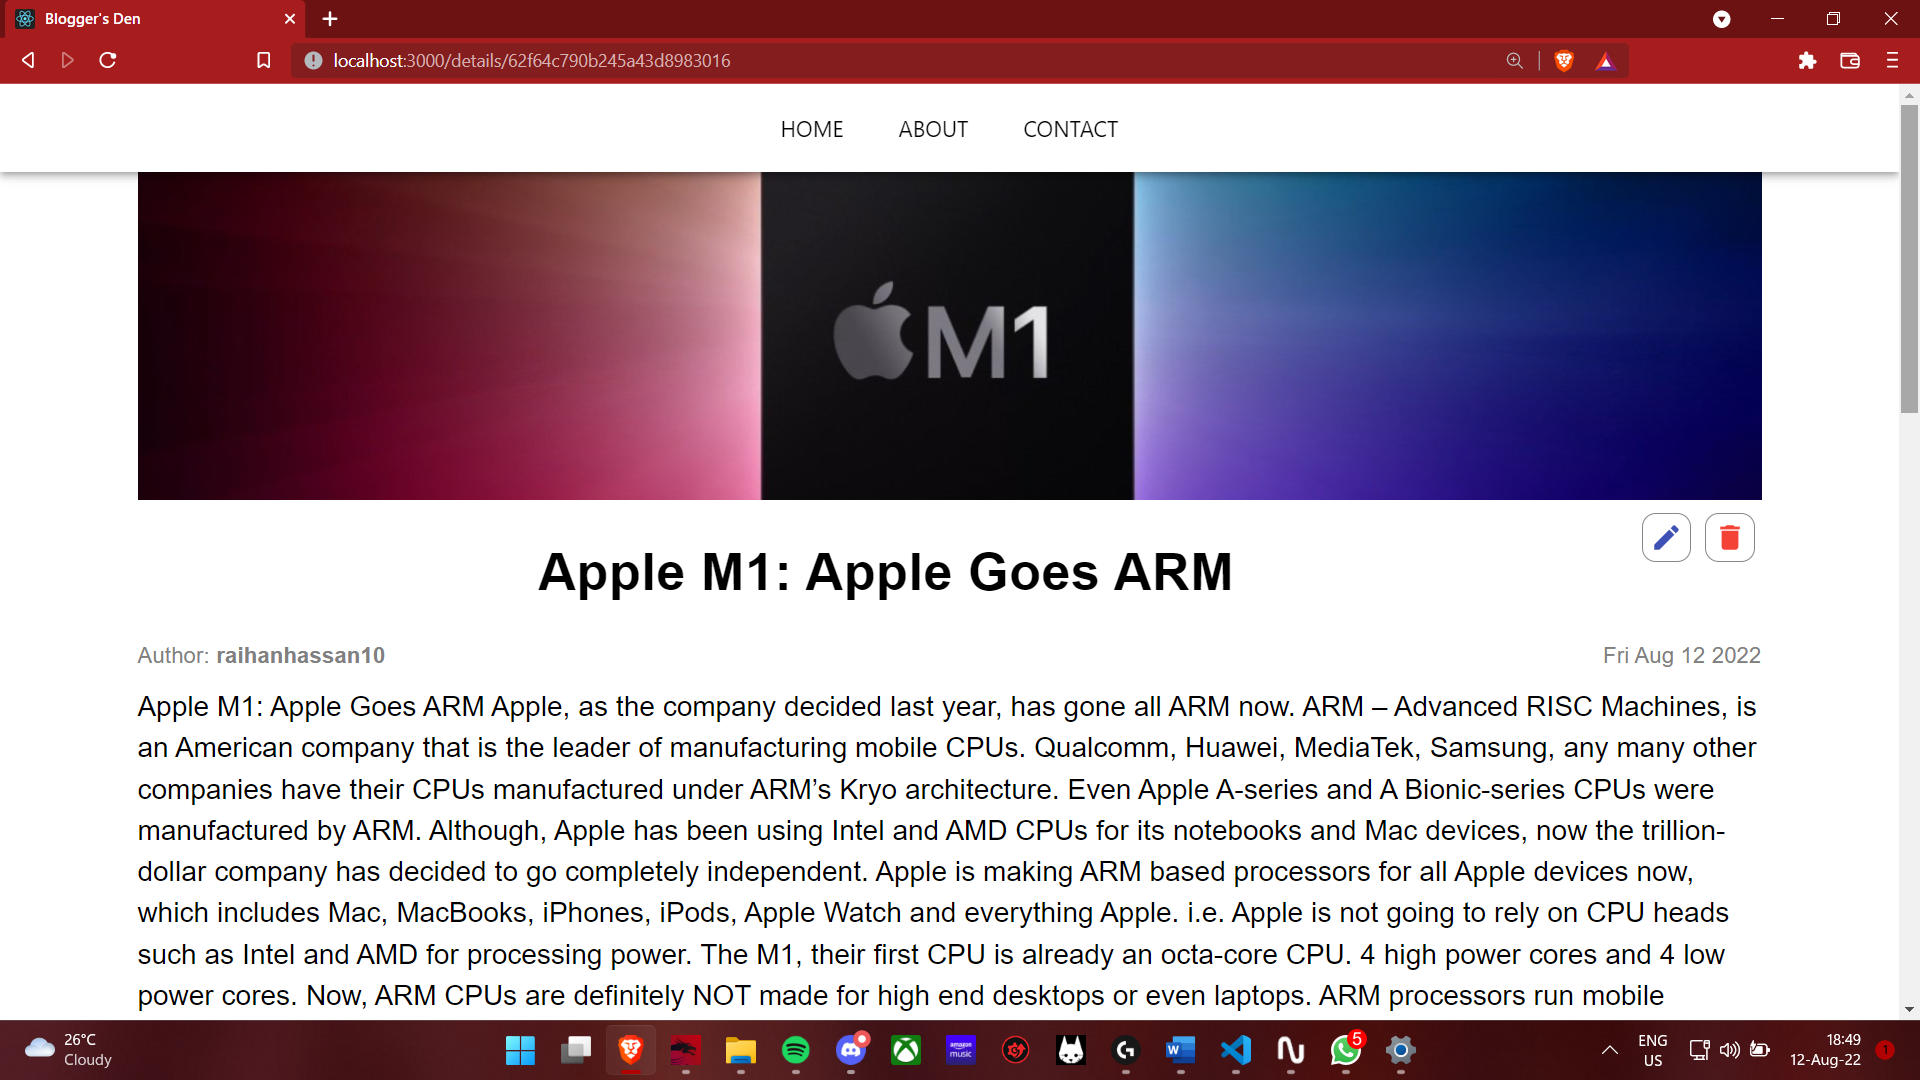 Blogger's Den
localhost:3000/details/62f64c790b245a43d8983016
HOME ABOUT CONTACT
M1
Apple M1: Apple Goes ARM
Author: raihanhassan10
Fri Aug 12 2022
Apple M1: Apple Goes ARM Apple, as the company decided last year, has gone all ARM now. ARM – Advanced RISC Machines, is
an American company that is the leader of manufacturing mobile CPUs. Qualcomm, Huawei, MediaTek, Samsung, any many other
companies have their CPUs manufactured under ARM’s Kryo architecture. Even Apple A-series and A Bionic-series CPUs were
manufactured by ARM. Although, Apple has been using Intel and AMD CPUs for its notebooks and Mac devices, now the trillion-
dollar company has decided to go completely independent. Apple is making ARM based processors for all Apple devices now,
which includes Mac, MacBooks, iPhones, iPods, Apple Watch and everything Apple. i.e. Apple is not going to rely on CPU heads
such as Intel and AMD for processing power. The M1, their first CPU is already an octa-core CPU. 4 high power cores and 4 low
power cores. Now, ARM CPUs are definitely NOT made for high end desktops or even laptops. ARM processors run mobile
26°C
Cloudy
amazon
music
W
5
ENG
US
18:49
12-Aug-22
1